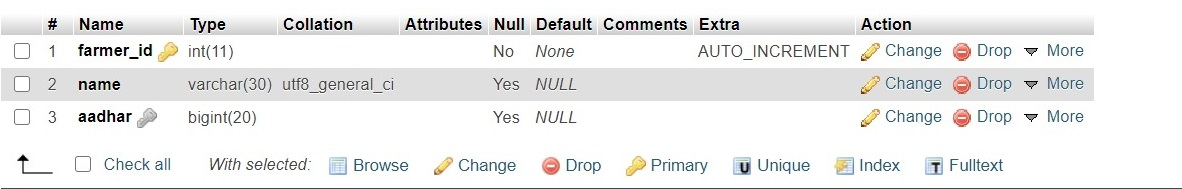 # Name Type Collation Attributes Null Default Comments Extra Action
1 farmer_id int(11) No None AUTO_INCREMENT Change Drop More
2 name varchar(30) utf8_general_ci Yes NULL Change Drop More
3 aadhar bigint(20) Yes NULL Change Drop More
Check all With selected: Browse Change Drop Primary U Unique Index T Fulltext